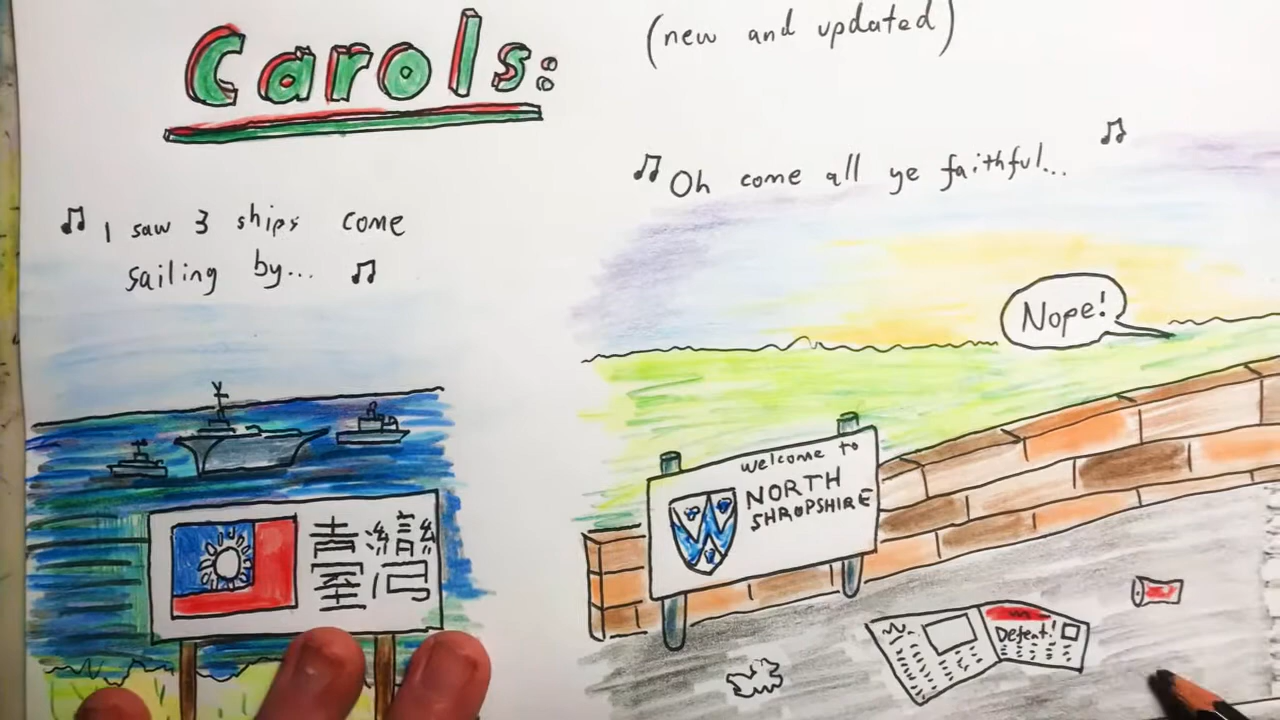 Carols:
(new and updated)
♫ I saw 3 ships come
sailing by... ♫
臺灣
♫ Oh come all ye faithful... ♫
Nope!
Welcome to
NORTH
SHROPSHIRE
Defeat!